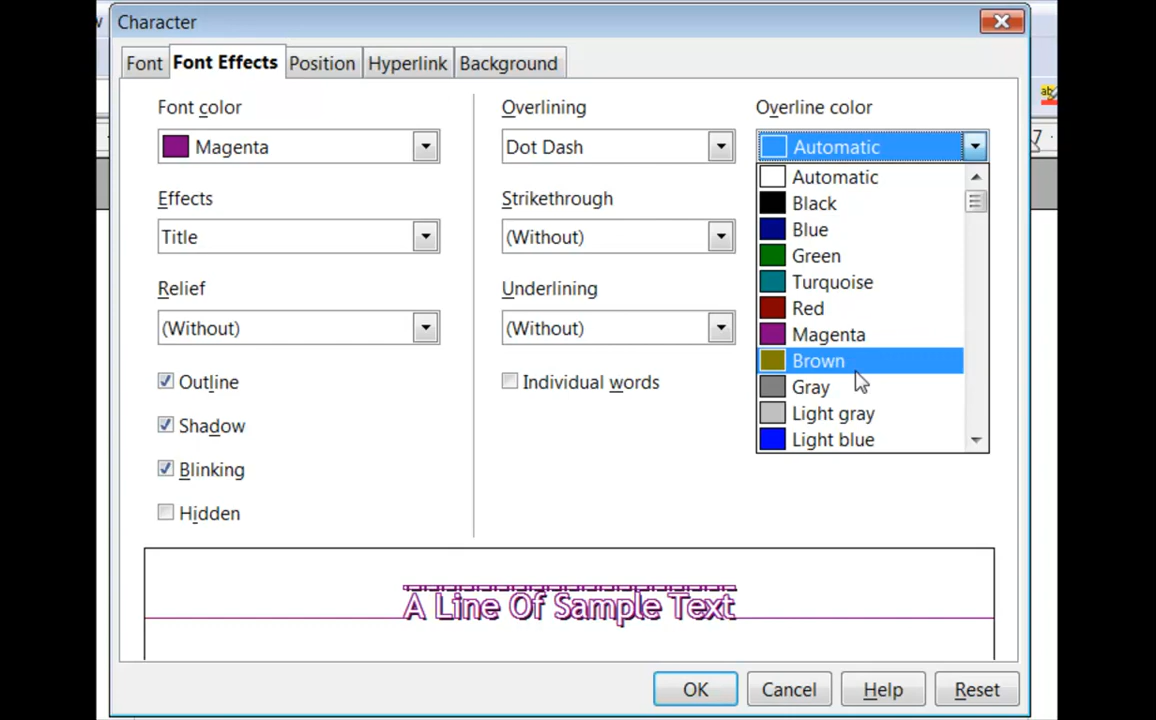 Character
Font Font Effects Position Hyperlink Background
Font color Overlining Overline color
Magenta Dot Dash Automatic
Automatic
Effects Strikethrough Black
Blue
Title (Without) Green
Turquoise
Relief Underlining Red
(Without) (Without) Magenta
Brown
Outline Individual words Gray
Light gray
Shadow Light blue
Blinking
Hidden
A Line Of Sample Text
OK Cancel Help Reset
7